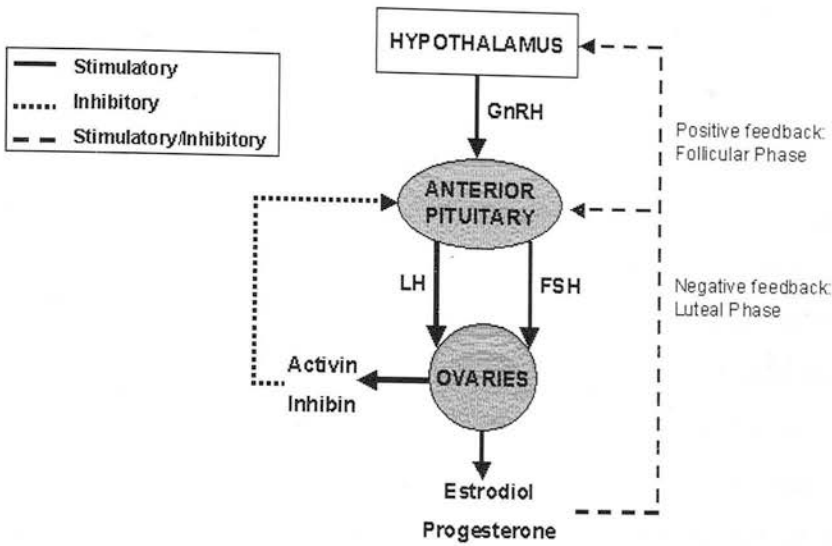 HYPOTHALAMUS
Stimulatory
Inhibitory
Stimulatory/Inhibitory
GnRH
Positive feedback:
Follicular Phase
ANTERIOR
PITUITARY
LH
FSH
Negative feedback:
Luteal Phase
Activin
Inhibin
OVARIES
Estrodiol
Progesterone